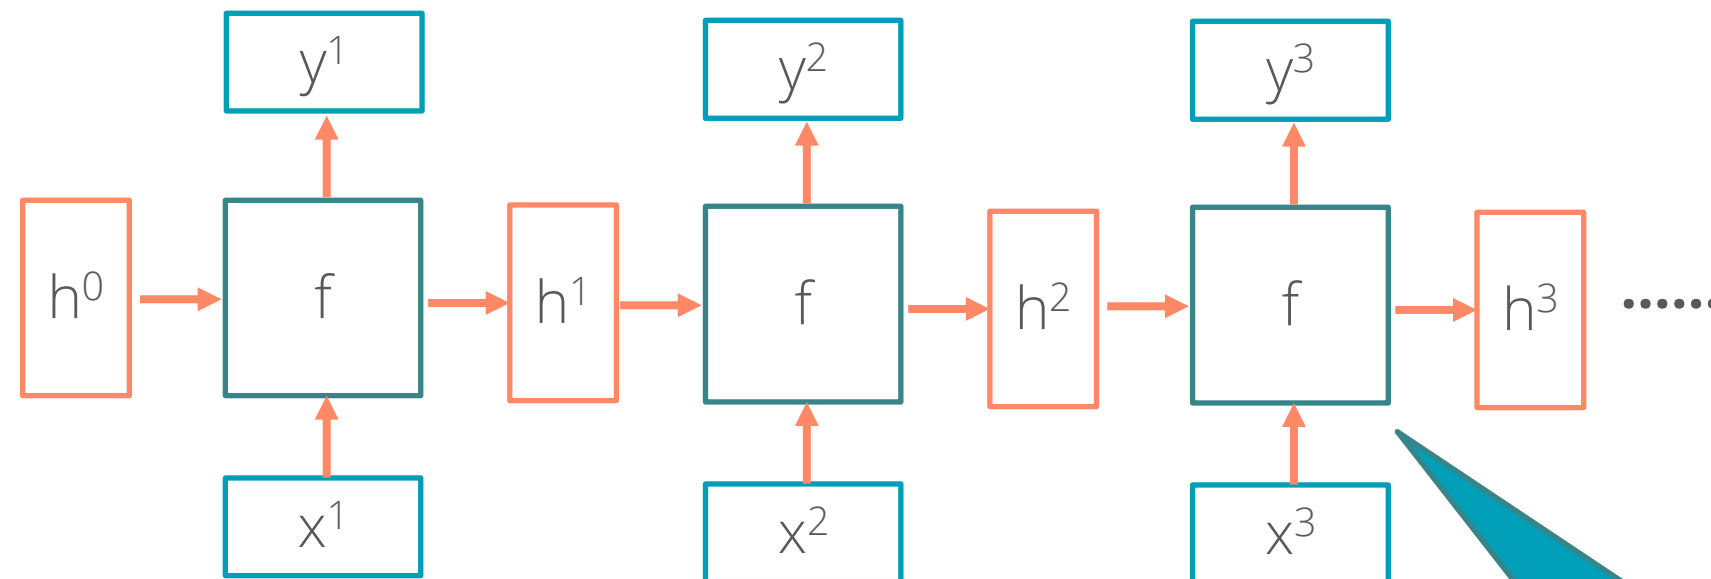 y¹ y² y³
h⁰ f h¹ f h² f h³ ......
x¹ x² x³